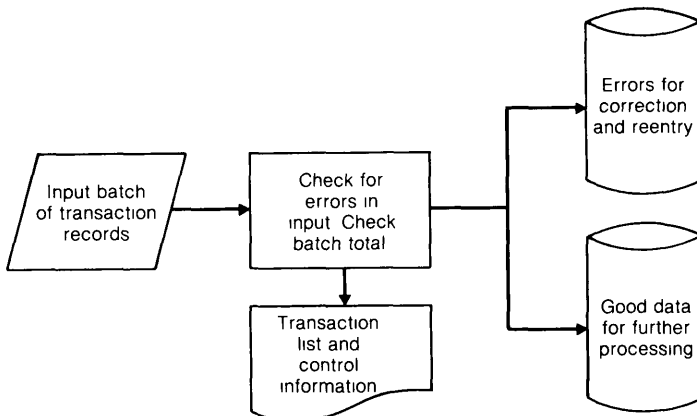 Input batch
of transaction
records
Check for
errors in
input Check
batch total
Transaction
list and
control
information
Errors for
correction
and reentry
Good data
for further
processing